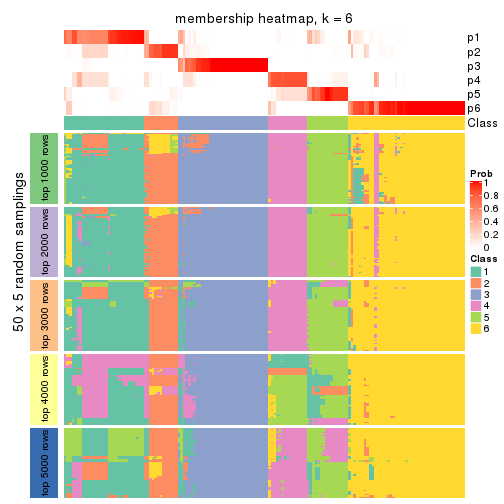 membership heatmap, k = 6
p1
p2
p3
p4
p5
p6
Class
50 x 5 random samplings
top 1000 rows
top 2000 rows
top 3000 rows
top 4000 rows
top 5000 rows
Prob
1
0.8
0.6
0.4
0.2
0
Class
1
2
3
4
5
6